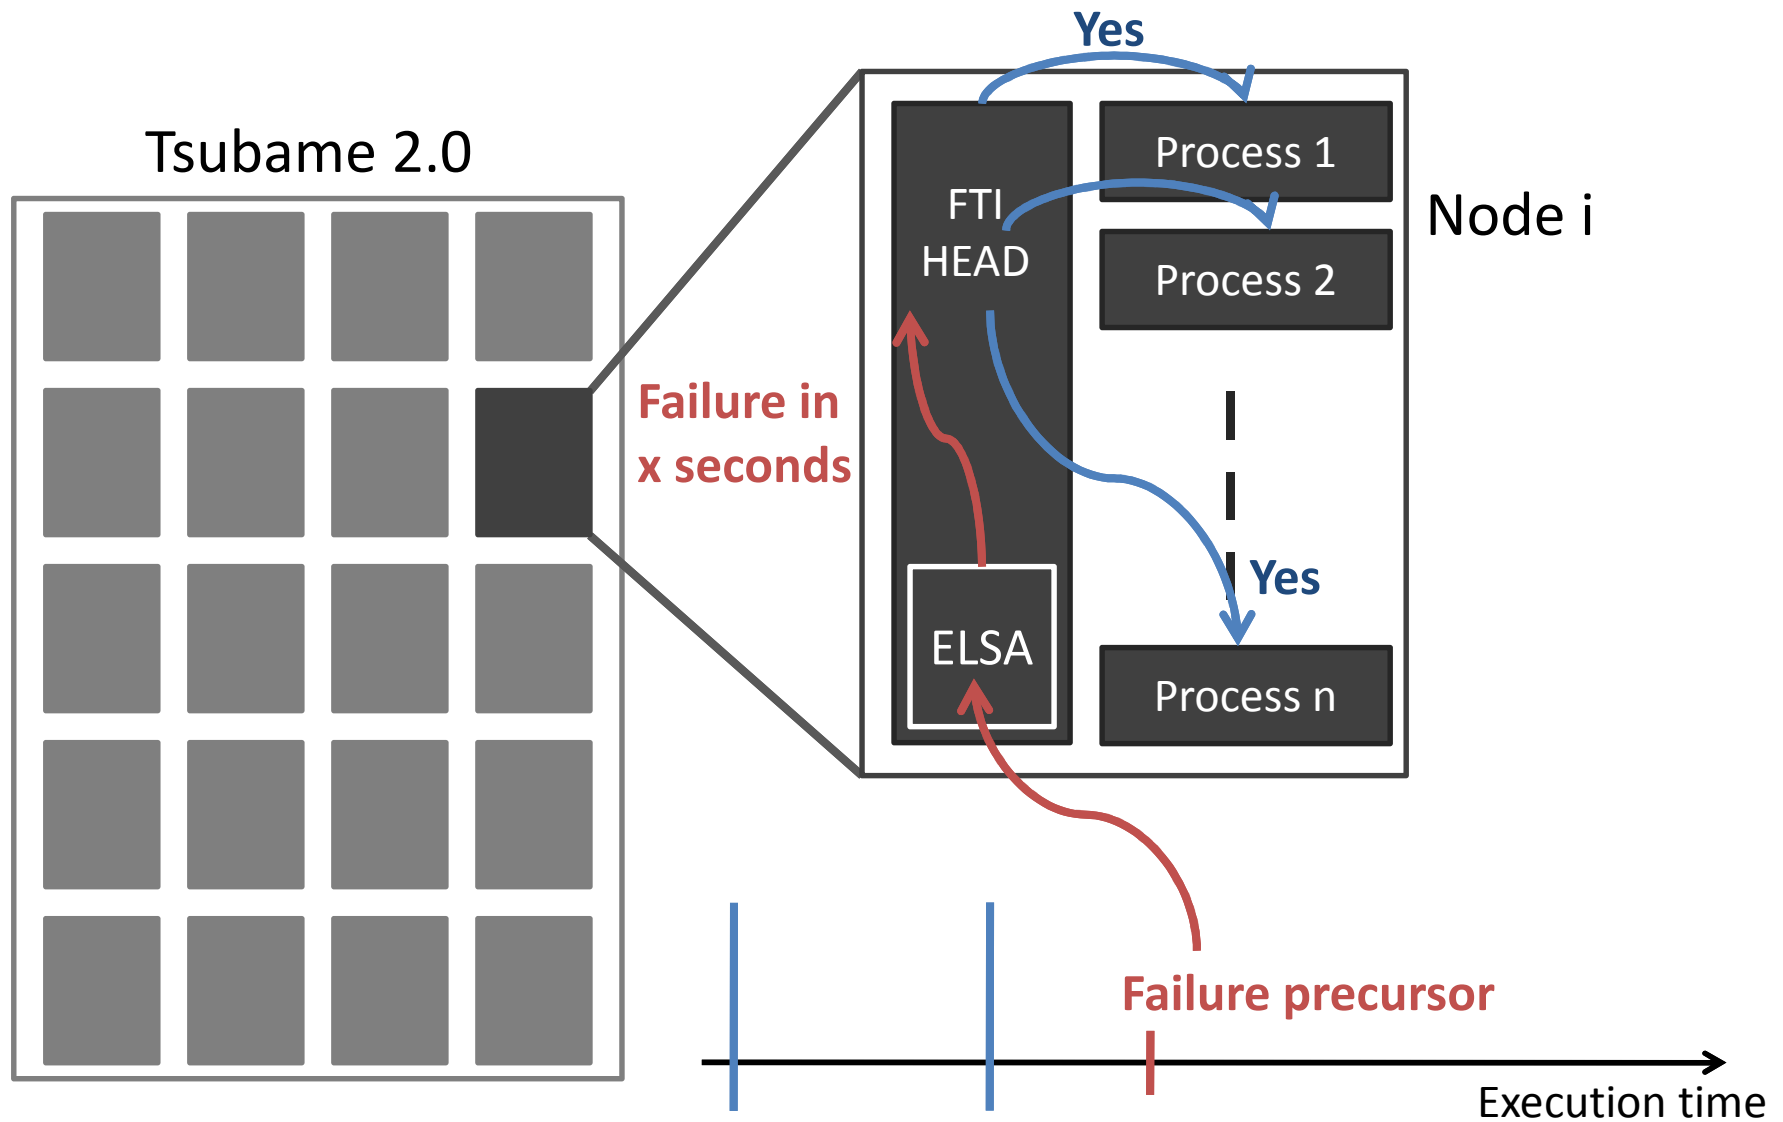 Yes
Tsubame 2.0
Process 1
FTI
HEAD
Node i
Process 2
Failure in
x seconds
Yes
ELSA
Process n
Failure precursor
Execution time